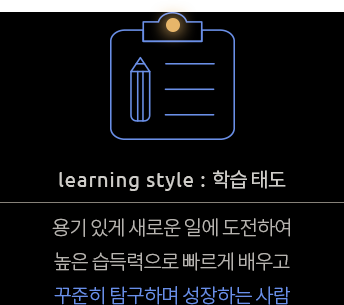 learning style : 학습 태도
용기 있게 새로운 일에 도전하여
높은 습득력으로 빠르게 배우고
꾸준히 탐구하며 성장하는 사람